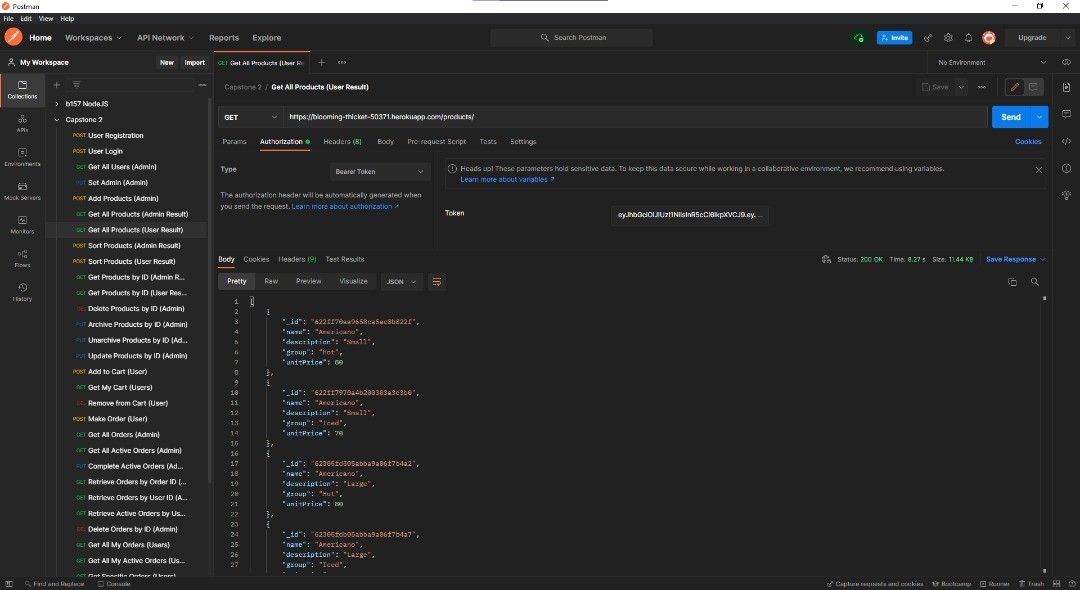 Postman
File Edit View Help
Home Workspaces API Network Reports Explore Search Postman Invite Upgrade
My Workspace New Import GET Get All Products (User Re No Environment
Collections
APIs
Environments
Mock Servers
Monitors
Flows
History
b157 NodeJS
Capstone 2
POST User Registration
POST User Login
GET Get All Users (Admin)
PUT Set Admin (Admin)
POST Add Products (Admin)
GET Get All Products (Admin Result)
GET Get All Products (User Result)
POST Sort Products (Admin Result)
POST Sort Products (User Result)
GET Get Products by ID (Admin R...
GET Get Products by ID (User Res...
DEL Delete Products by ID (Admin)
PUT Archive Products by ID (Admin)
PUT Unarchive Products by ID (Ad...
PUT Update Products by ID (Admin)
POST Add to Cart (User)
GET Get My Cart (Users)
DEL Remove from Cart (User)
POST Make Order (User)
GET Get All Orders (Admin)
GET Get All Active Orders (Admin)
PUT Complete Active Orders (Ad...
GET Retrieve Orders by Order ID (...
GET Retrieve Orders by User ID (A...
GET Retrieve Active Orders by Us...
DEL Delete Orders by ID (Admin)
GET Get All My Orders (Users)
GET Get All My Active Orders (Us...
GET Get Specific Orders (Users)
Capstone 2 / Get All Products (User Result) Save
GET https://blooming-thicket-50371.herokuapp.com/products/ Send
Params Authorization Headers (8) Body Pre-request Script Tests Settings Cookies
Type Bearer Token
The authorization header will be automatically generated when
you send the request. Learn more about authorization
Heads up! These parameters hold sensitive data. To keep this data secure while working in a collaborative environment, we recommend using variables.
Learn more about variables
Token
Body Cookies Headers (9) Test Results Status: 200 OK Time: 8.27 s Size: 11.44 KB Save Response
Pretty Raw Preview Visualize JSON
1 [
2 {
3 "_id":
4 "name": "Americano",
5 "description": "Small",
6 "group": "Hot",
7 "unitPrice": 60
8 },
9 {
10 "_id": "622ff7970a4b200383a3c3b0",
11 "name": "Americano",
12 "description": "Small",
13 "group": "Iced",
14 "unitPrice": 70
15 },
16 {
17 "_id": "62305fd505abba9a86f7b4a2",
18 "name": "Americano",
19 "description": "Large",
20 "group": "Hot",
21 "unitPrice": 80
22 },
23 {
24 "_id": "62305fdb05abba9a86f7b4a7",
25 "name": "Americano",
26 "description": "Large",
27 "group": "Iced",
Find and Replace Console Capture requests and cookies Bootcamp Runner Trash